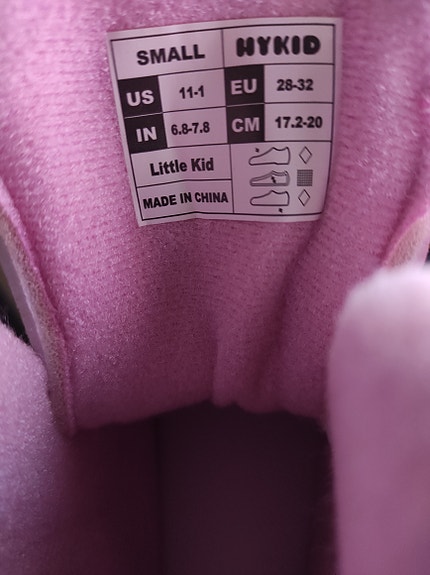 SMALL HYKID
US 11-1 EU 28-32
IN 6.8-7.8 CM 17.2-20
Little Kid
MADE IN CHINA